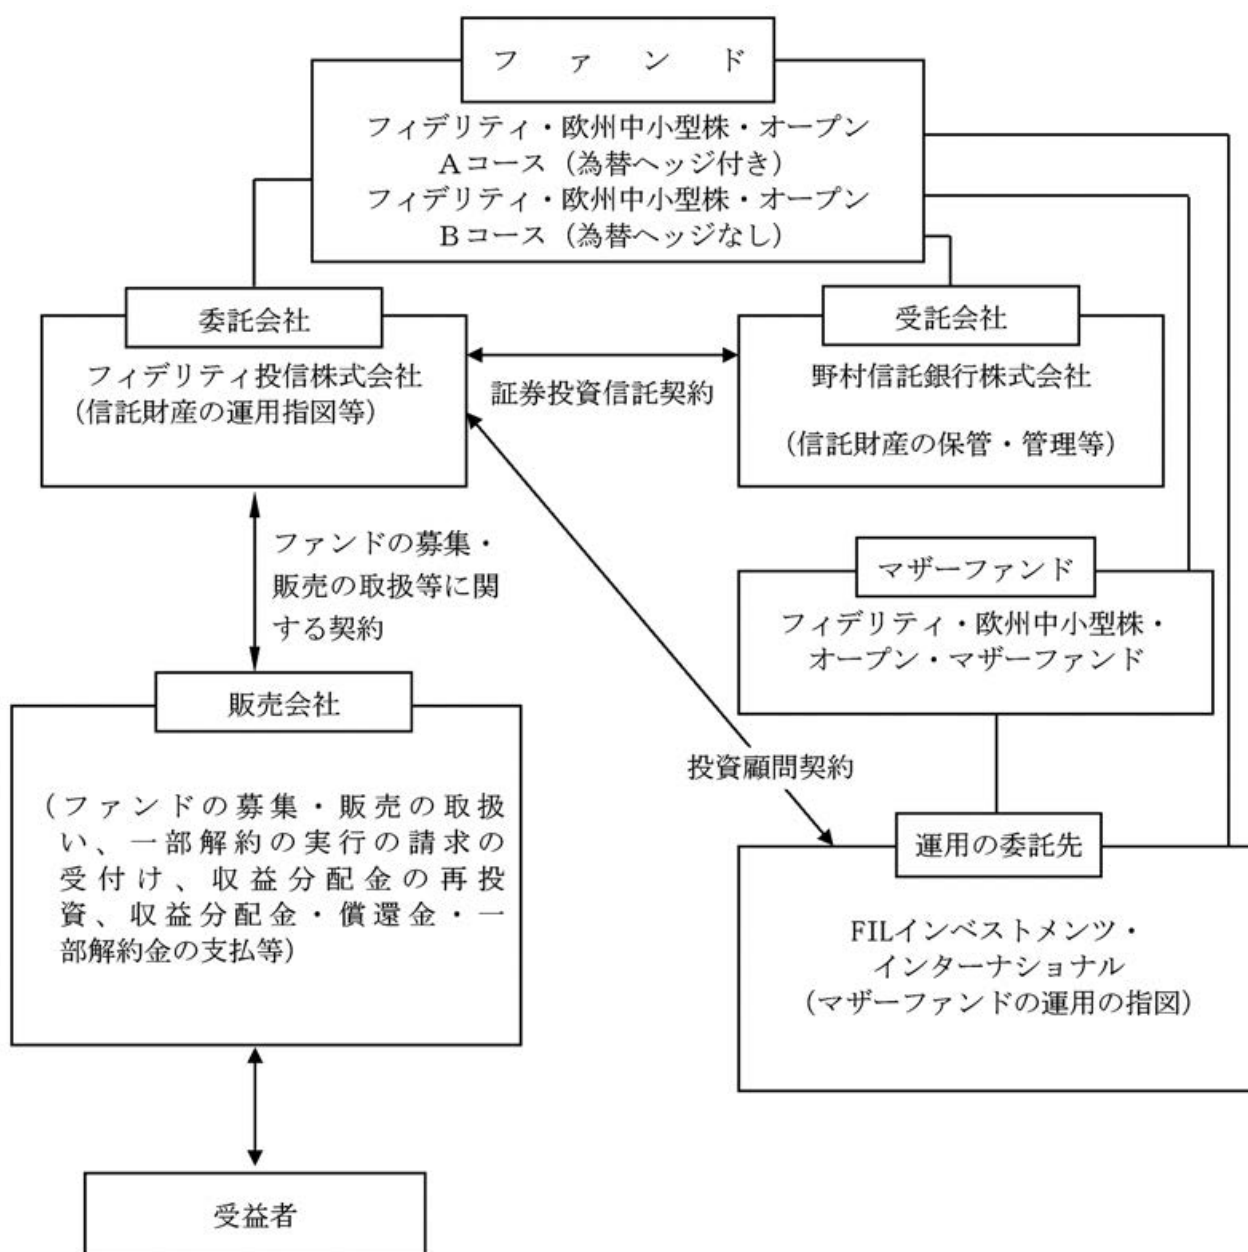 ファンド
フィデリティ・欧州中小型株・オープン
Aコース（為替ヘッジ付き）
フィデリティ・欧州中小型株・オープン
Bコース（為替ヘッジなし）
委託会社
フィデリティ投信株式会社
（信託財産の運用指図等）
証券投資信託契約
受託会社
野村信託銀行株式会社
（信託財産の保管・管理等）
ファンドの募集・
販売の取扱等に関
する契約
マザーファンド
フィデリティ・欧州中小型株・
オープン・マザーファンド
販売会社
（ファンドの募集・販売の取扱
い、一部解約の実行の請求の
受付け、収益分配金の再投
資、収益分配金・償還金・一
部解約金の支払等）
投資顧問契約
運用の委託先
FILインベストメンツ・
インターナショナル
（マザーファンドの運用の指図）
受益者